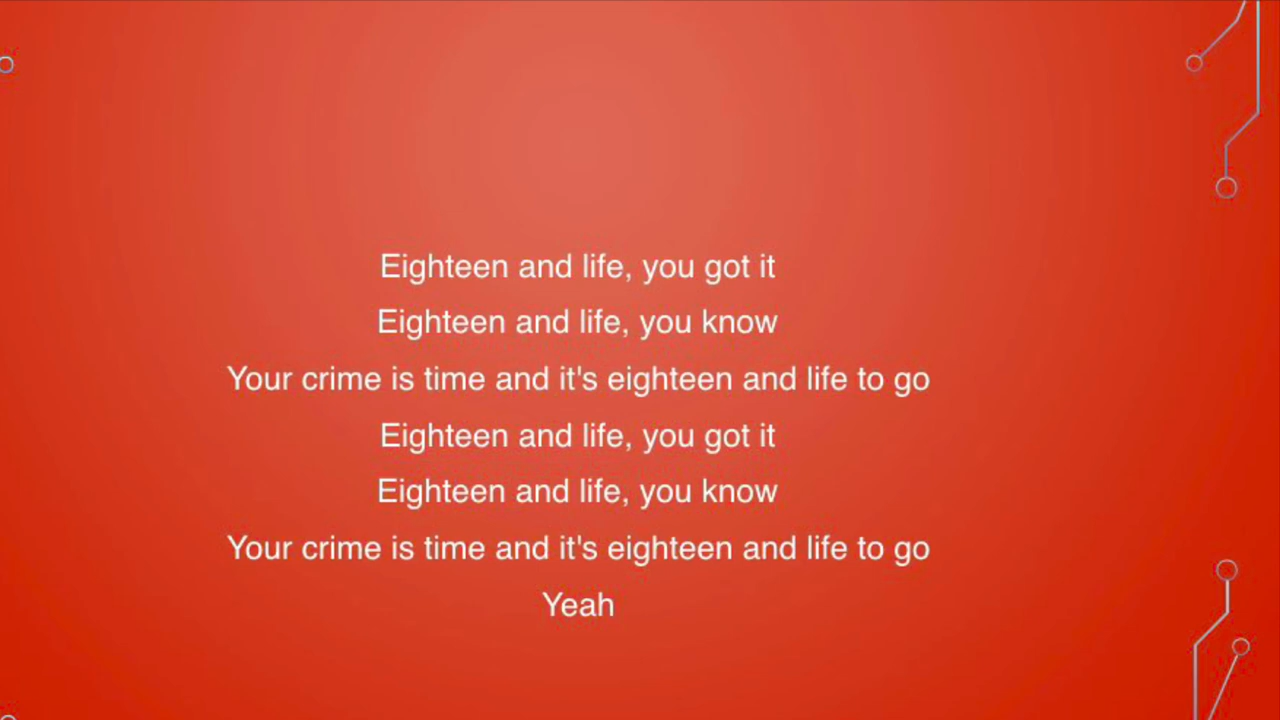 Eighteen and life, you got it
Eighteen and life, you know
Your crime is time and it's eighteen and life to go
Eighteen and life, you got it
Eighteen and life, you know
Your crime is time and it's eighteen and life to go
Yeah